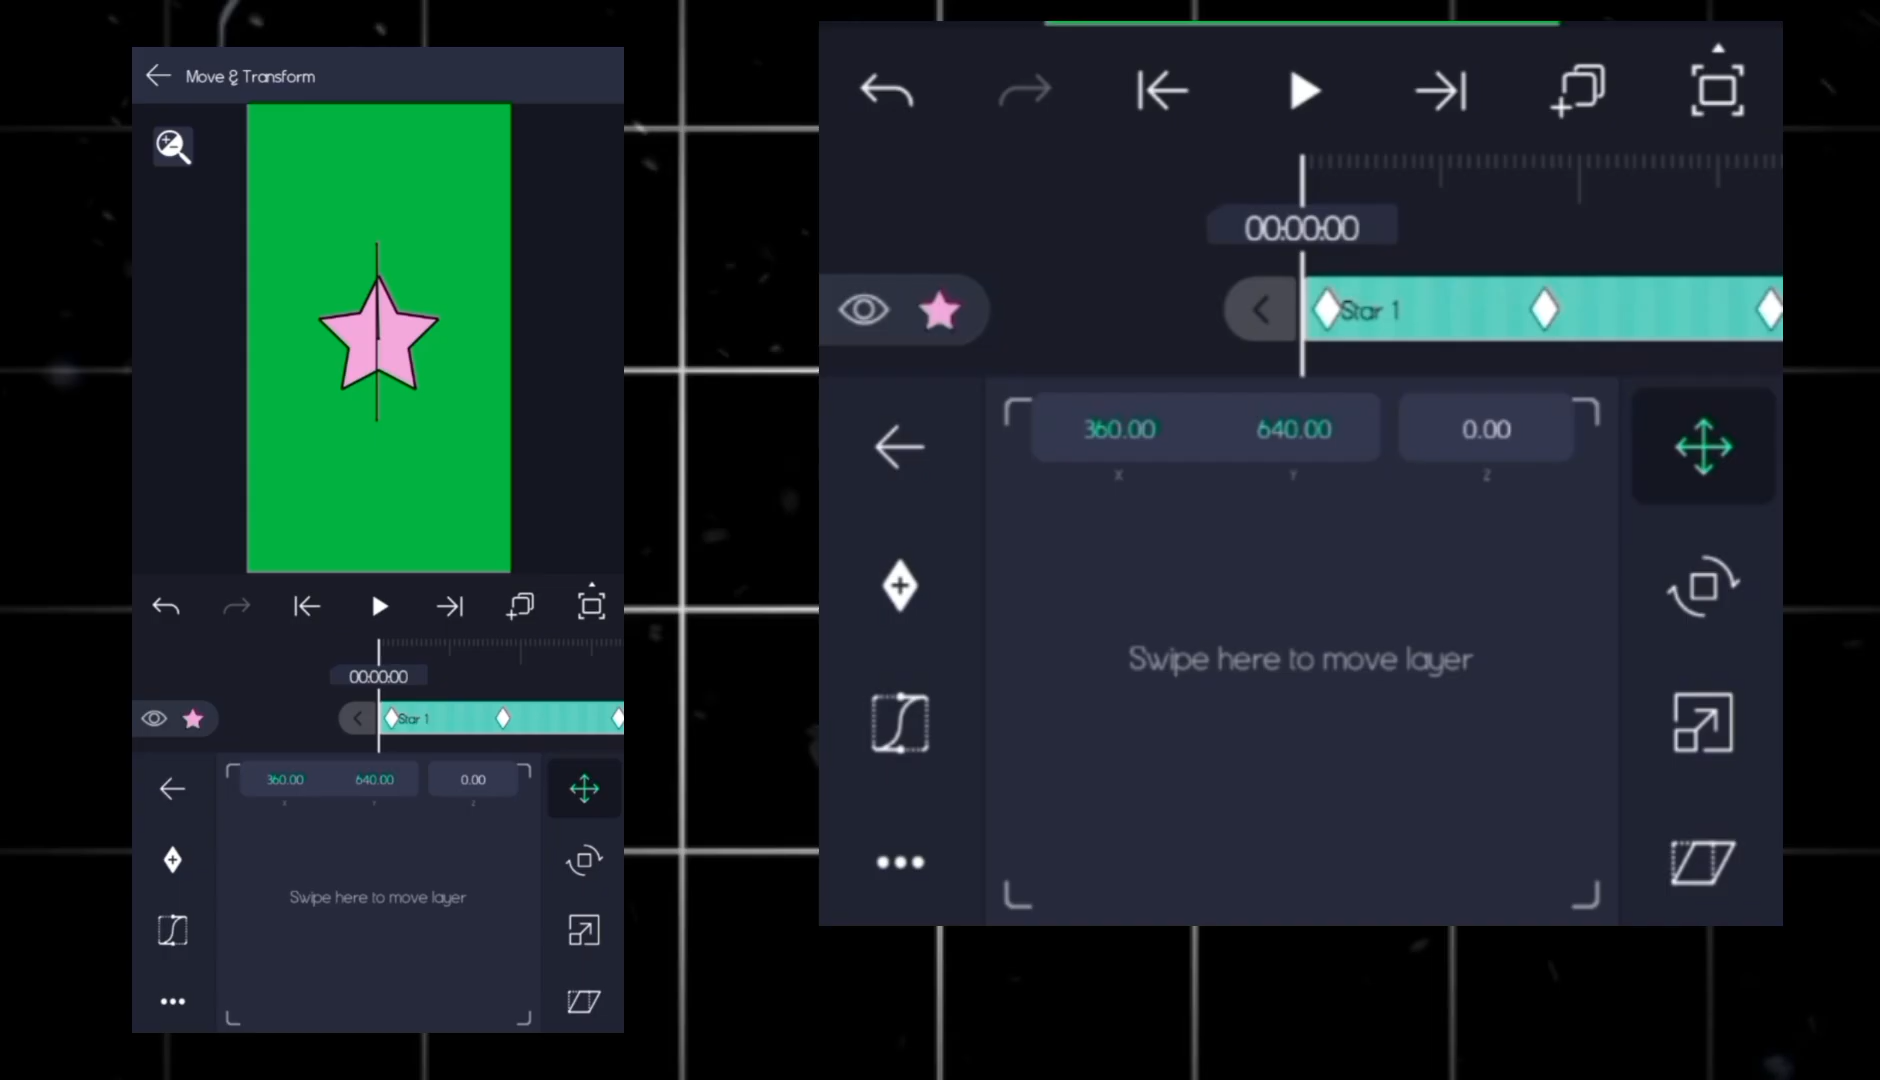 Move & Transform
00:00:00
Star 1
360.00 640.00 0.00
X Y Z
Swipe here to move layer
00:00:00
Star 1
360.00 640.00 0.00
X Y Z
Swipe here to move layer